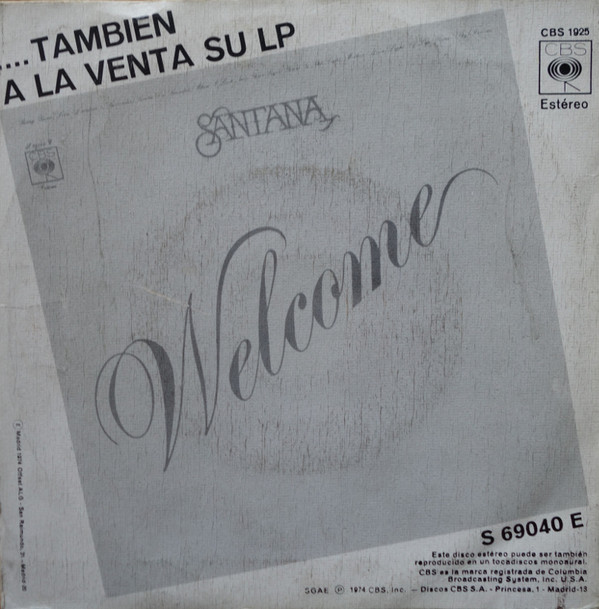 ....TAMBIEN
A LA VENTA SU LP
CBS 1925
CBS
Estéreo
SANTANA
CBS
Welcome
S 69040 E
Este disco estéreo puede ser también
reproducido en un tocadiscos monoaural.
CBS es la marca registrada de Columbia
Broadcasting System, Inc. U.S.A.
SGAE ℗ 1974 CBS, Inc. — Discos CBS S.A. - Princesa, 1 - Madrid-13